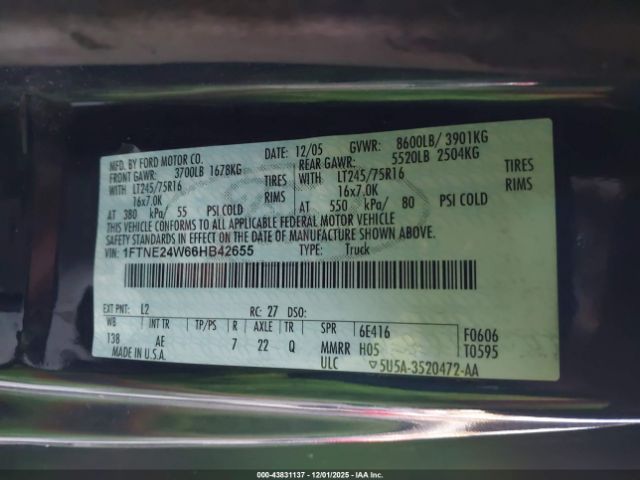 MFD. BY FORD MOTOR CO. DATE: 12/05 GVWR: 8600LB/ 3901KG
FRONT GAWR: 3700LB 1678KG REAR GAWR: 5520LB 2504KG
WITH LT245/75R16 TIRES WITH LT245/75R16 TIRES
16x7.0K RIMS 16x7.0K RIMS
AT 380 kPa/ 55 PSI COLD AT 550 kPa/ 80 PSI COLD
THIS VEHICLE CONFORMS TO ALL APPLICABLE FEDERAL MOTOR VEHICLE
SAFETY STANDARDS IN EFFECT ON THE DATE OF MANUFACTURE SHOWN ABOVE.
VIN: 1FTNE24W66HB42655 TYPE: Truck
EXT PNT: L2 RC: 27 DSO:
WB INT TR TP/PS R AXLE TR SPR 6E416 F0606
138 AE 7 22 Q MMRR H05 T0595
MADE IN U.S.A. ULC ▽5U5A-3520472-AA
000-43831137 - 12/01/2025 - IAAI.COM